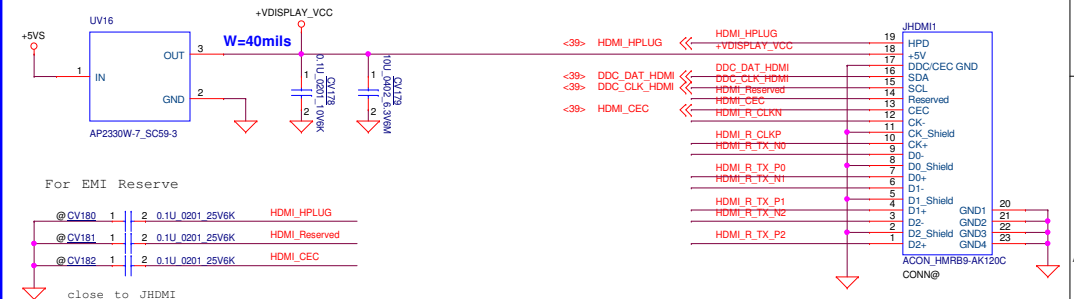 +5VS
UV16
1
IN
OUT
3
GND
2
AP2330W-7_SC59-3
+VDISPLAY_VCC
W=40mils
1
2
CV178
0.1U_0201_10V6K
1
2
CV179
10U_0402_6.3V6M
For EMI Reserve
@ CV180 1 2 0.1U_0201_25V6K HDMI_HPLUG
@ CV181 1 2 0.1U_0201_25V6K HDMI_Reserved
@ CV182 1 2 0.1U_0201_25V6K HDMI_CEC
close to JHDMI
JHDMI1
<39> HDMI_HPLUG HDMI_HPLUG 19 HPD
+VDISPLAY_VCC 18 +5V
17 DDC/CEC GND
<39> DDC_DAT_HDMI DDC_DAT_HDMI 16 SDA
<39> DDC_CLK_HDMI DDC_CLK_HDMI 15 SCL
HDMI_Reserved 14 Reserved
<39> HDMI_CEC HDMI_CEC 13 CEC
HDMI_R_CLKN 12 CK-
11 CK_Shield
HDMI_R_CLKP 10 CK+
HDMI_R_TX_N0 9 D0-
8 D0_Shield
HDMI_R_TX_P0 7 D0+
HDMI_R_TX_N1 6 D1-
5 D1_Shield
HDMI_R_TX_P1 4 D1+ GND1 20
HDMI_R_TX_N2 3 D2- GND2 21
2 D2_Shield GND3 22
HDMI_R_TX_P2 1 D2+ GND4 23
ACON_HMRB9-AK120C
CONN@